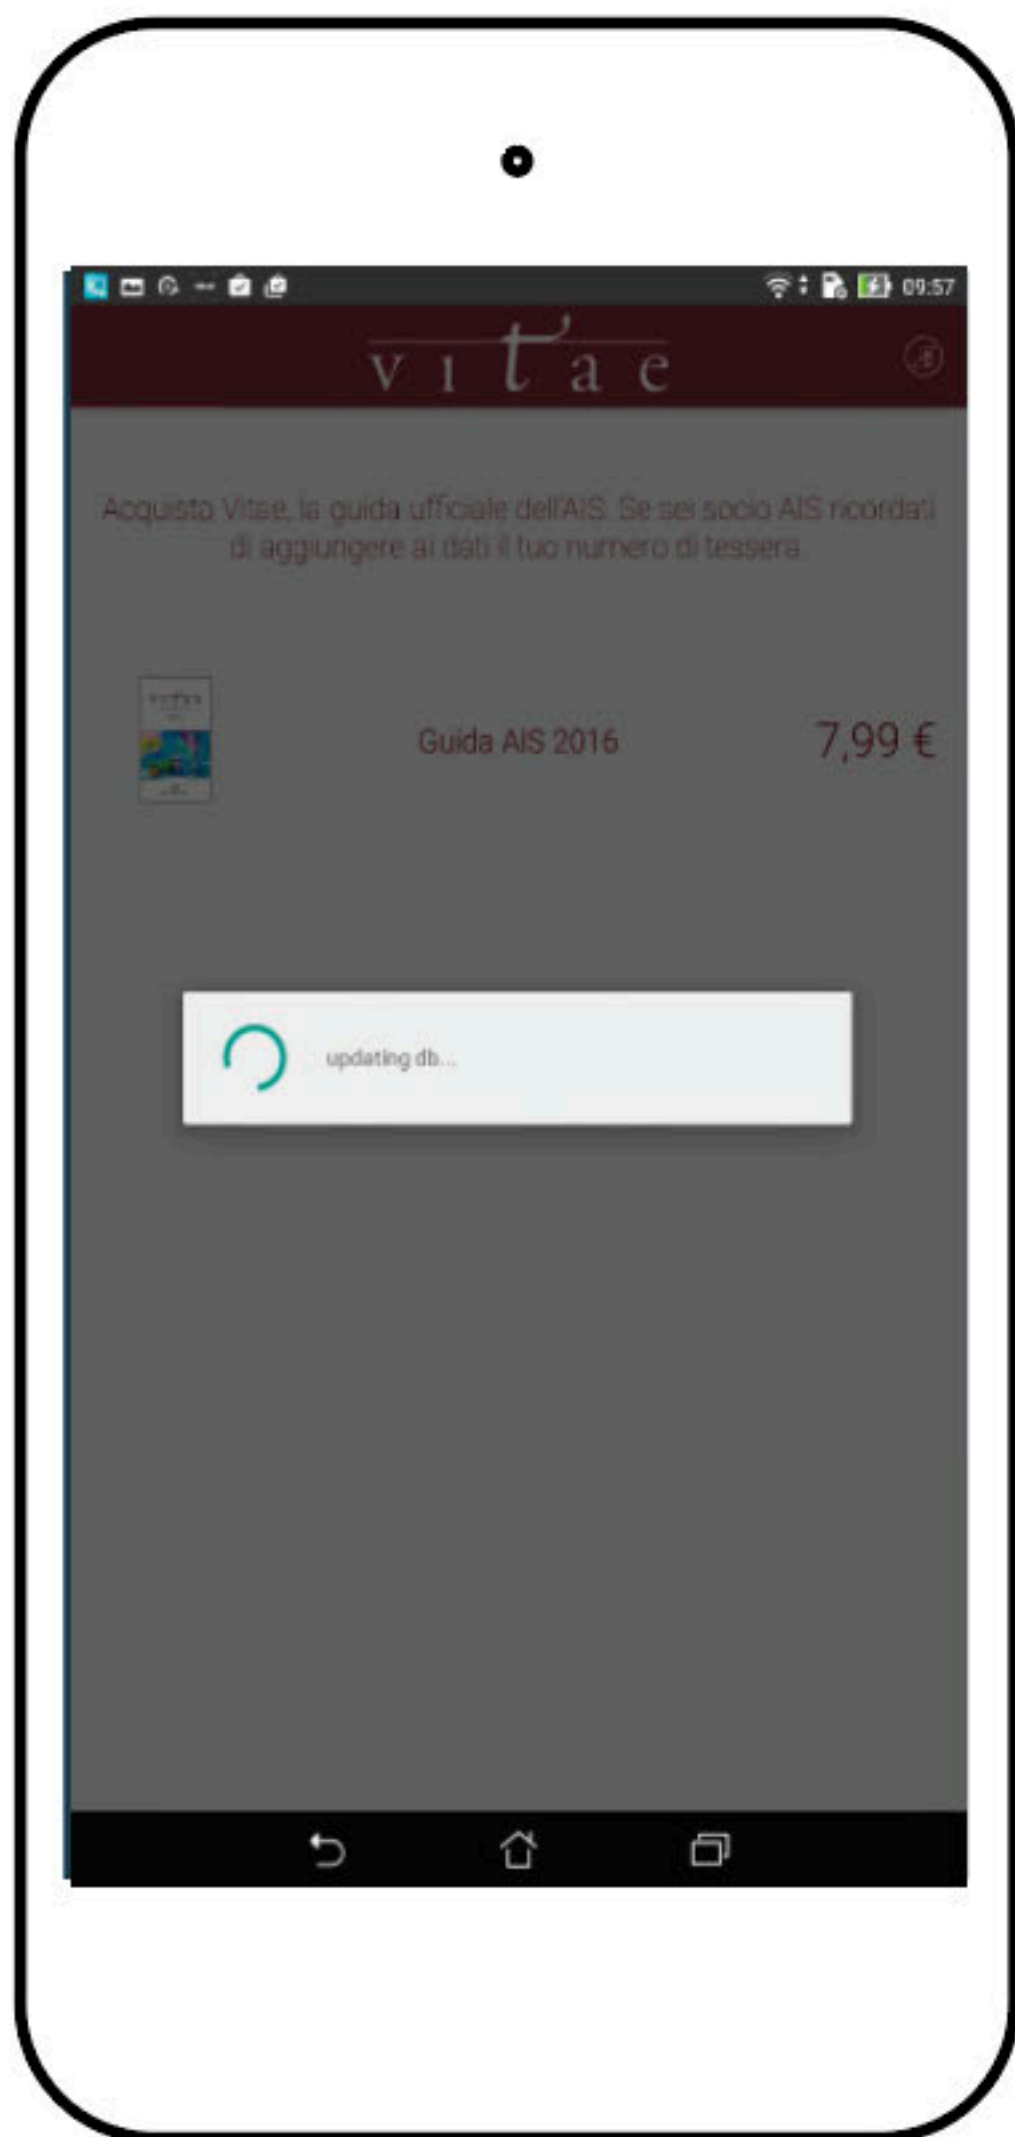 09:57
vitae
Acquista Vitae, la guida ufficiale dell'AIS. Se sei socio AIS ricordati
di aggiungere ai dati il tuo numero di tessera.
Guida AIS 2016
7,99 €
updating db...